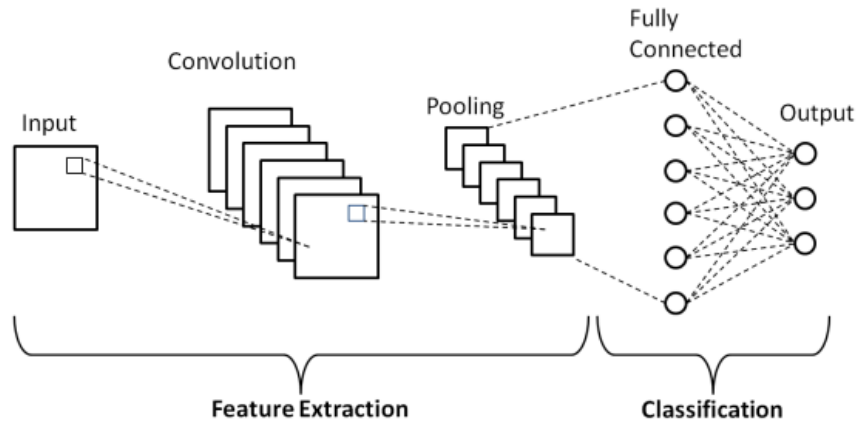 Fully
Connected
Convolution
Pooling
Output
Input
Feature Extraction
Classification